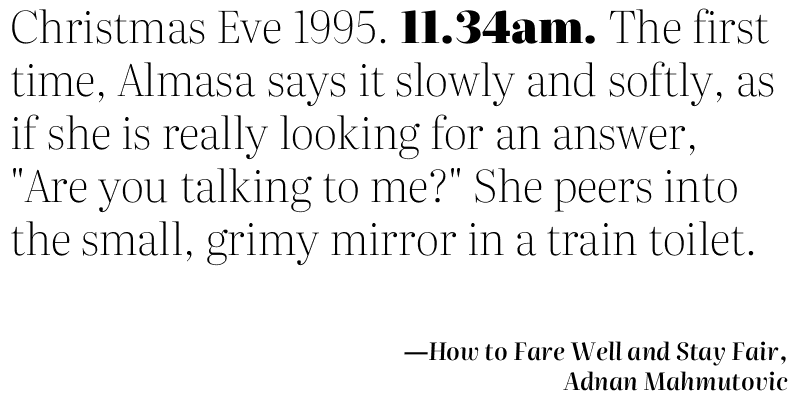 Christmas Eve 1995. 11.34am. The first
time, Almasa says it slowly and softly, as
if she is really looking for an answer,
"Are you talking to me?" She peers into
the small, grimy mirror in a train toilet.
—How to Fare Well and Stay Fair,
Adnan Mahmutovic